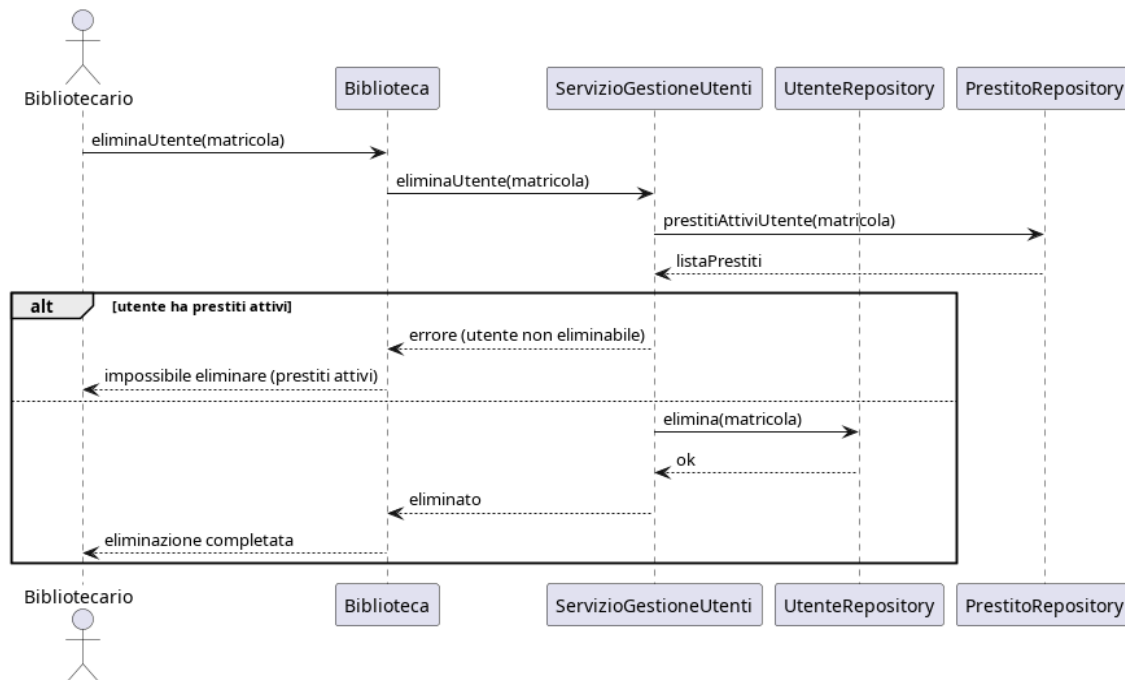 Bibliotecario
Biblioteca
ServizioGestioneUtenti
UtenteRepository
PrestitoRepository
eliminaUtente(matricola)
eliminaUtente(matricola)
prestitiAttiviUtente(matricola)
listaPrestiti
alt
[utente ha prestiti attivi]
errore (utente non eliminabile)
impossibile eliminare (prestiti attivi)
elimina(matricola)
ok
eliminato
eliminazione completata
Bibliotecario
Biblioteca
ServizioGestioneUtenti
UtenteRepository
PrestitoRepository